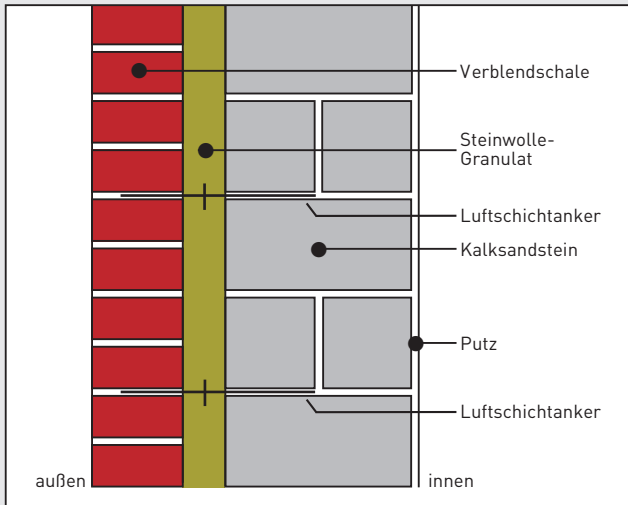 Verblendschale
Steinwolle-
Granulat
Luftschichtanker
Kalksandstein
Putz
Luftschichtanker
außen
innen